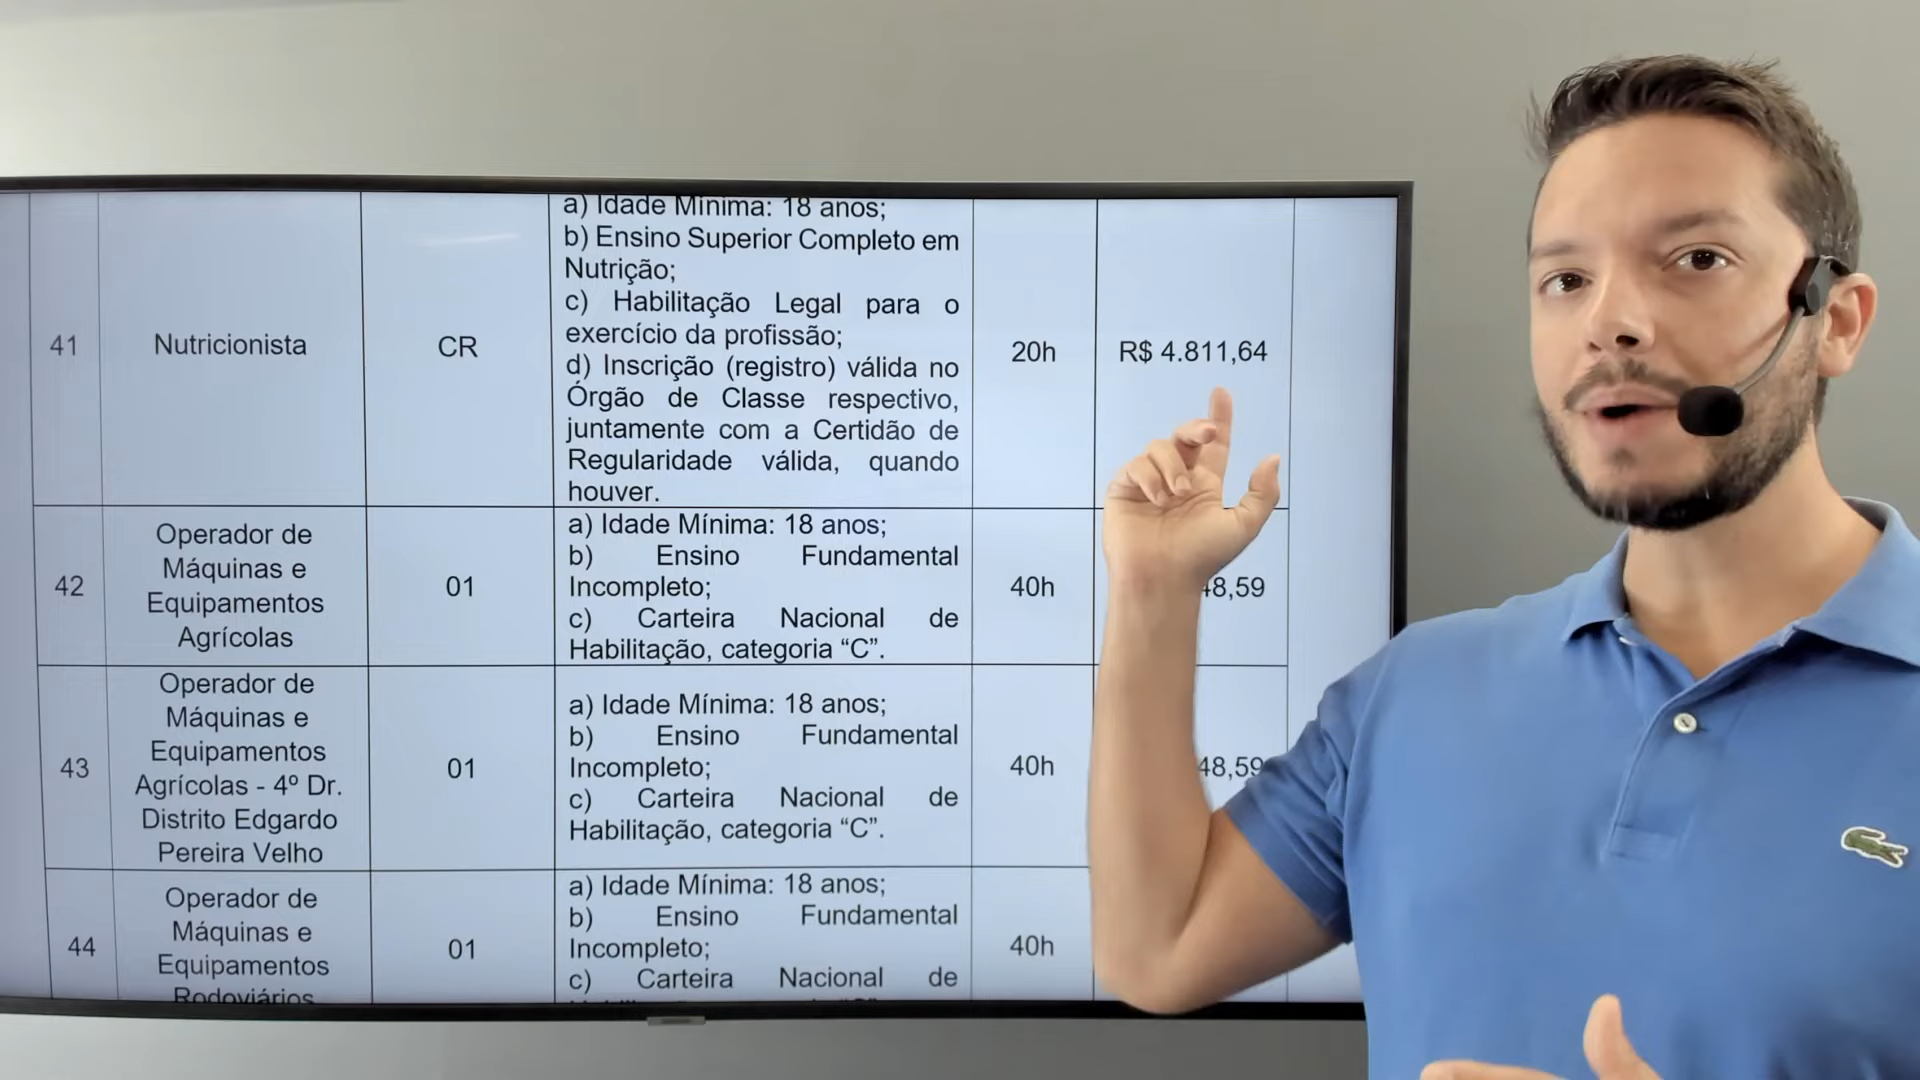 a) Idade Mínima: 18 anos;
b) Ensino Superior Completo em
Nutrição;
c) Habilitação Legal para o
exercício da profissão;
d) Inscrição (registro) válida no
Órgão de Classe respectivo,
juntamente com a Certidão de
Regularidade válida, quando
houver.
41
Nutricionista
CR
20h
R$ 4.811,64
42
Operador de
Máquinas e
Equipamentos
Agrícolas
01
a) Idade Mínima: 18 anos;
b) Ensino Fundamental
Incompleto;
c) Carteira Nacional de
Habilitação, categoria “C”.
40h
48,59
43
Operador de
Máquinas e
Equipamentos
Agrícolas - 4º Dr.
Distrito Edgardo
Pereira Velho
01
a) Idade Mínima: 18 anos;
b) Ensino Fundamental
Incompleto;
c) Carteira Nacional de
Habilitação, categoria “C”.
40h
48,59
44
Operador de
Máquinas e
Equipamentos
Rodoviários
01
a) Idade Mínima: 18 anos;
b) Ensino Fundamental
Incompleto;
c) Carteira Nacional de
40h